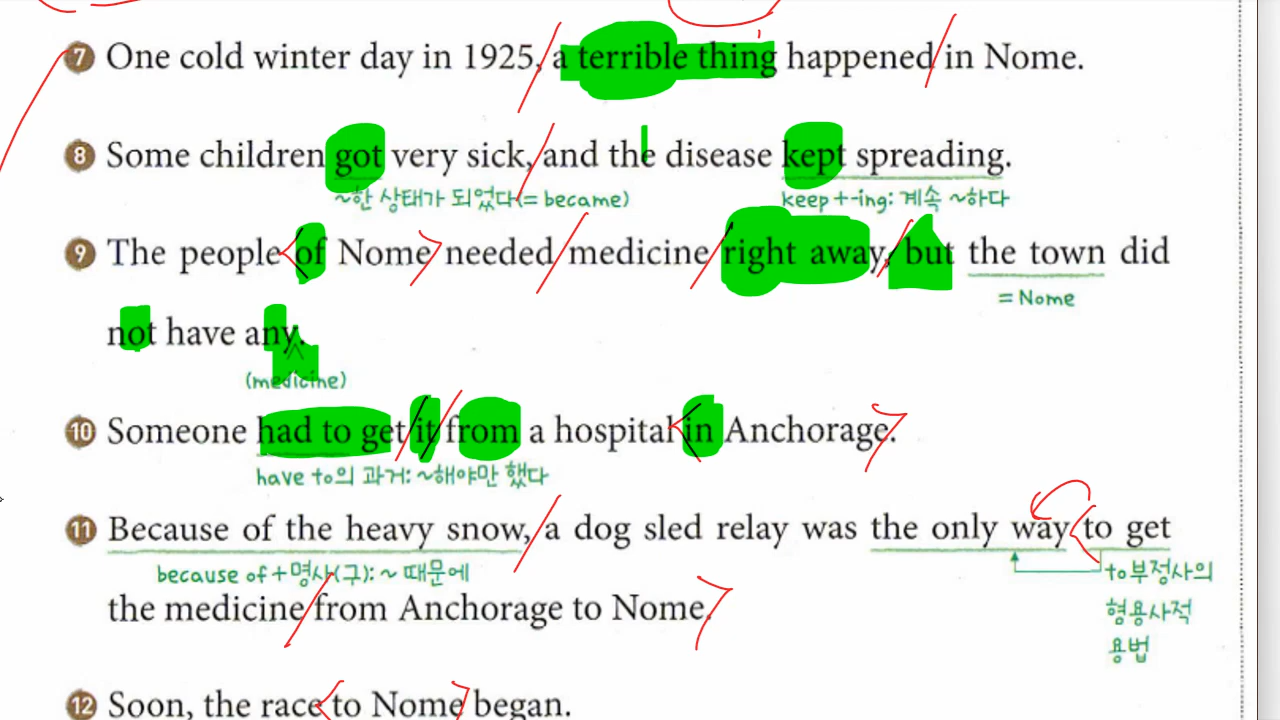 7 One cold winter day in 1925, a terrible thing happened in Nome.
8 Some children got very sick, and the disease kept spreading.
~한 상태가 되었다(= became) keep +-ing: 계속 ~하다
9 The people of Nome needed medicine right away, but the town did
= Nome
not have any.
(medicine)
10 Someone had to get it from a hospital in Anchorage.
have to의 과거: ~해야만 했다
11 Because of the heavy snow, a dog sled relay was the only way to get
because of +명사(구): ~ 때문에 to부정사의
the medicine from Anchorage to Nome.
형용사적
용법
12 Soon, the race to Nome began.